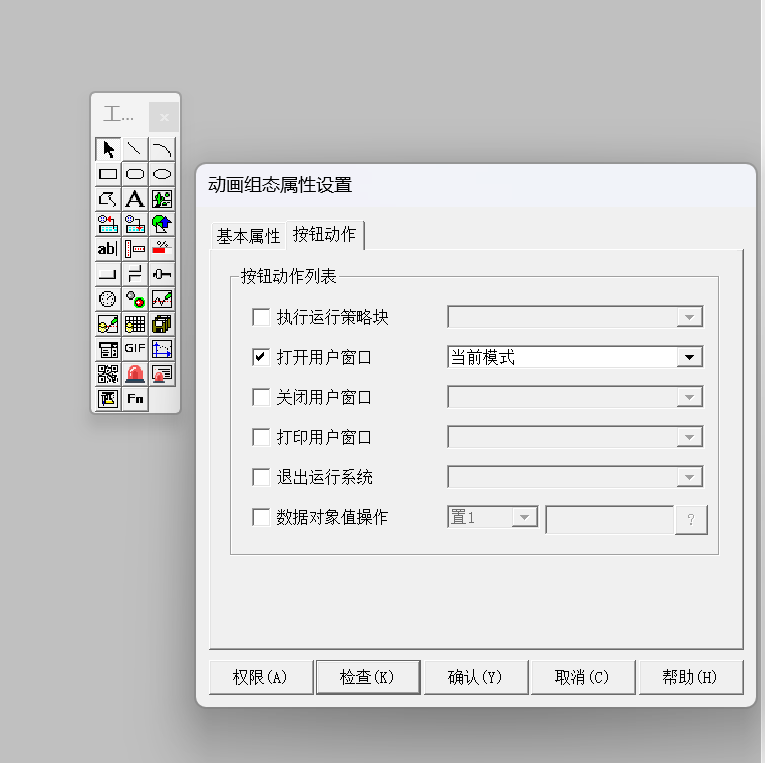 工...
A
ab|
GIF
Fn
动画组态属性设置
基本属性 按钮动作
按钮动作列表
执行运行策略块
打开用户窗口 当前模式
关闭用户窗口
打印用户窗口
退出运行系统
数据对象值操作 置1 ?
权限(A) 检查(K) 确认(Y) 取消(C) 帮助(H)